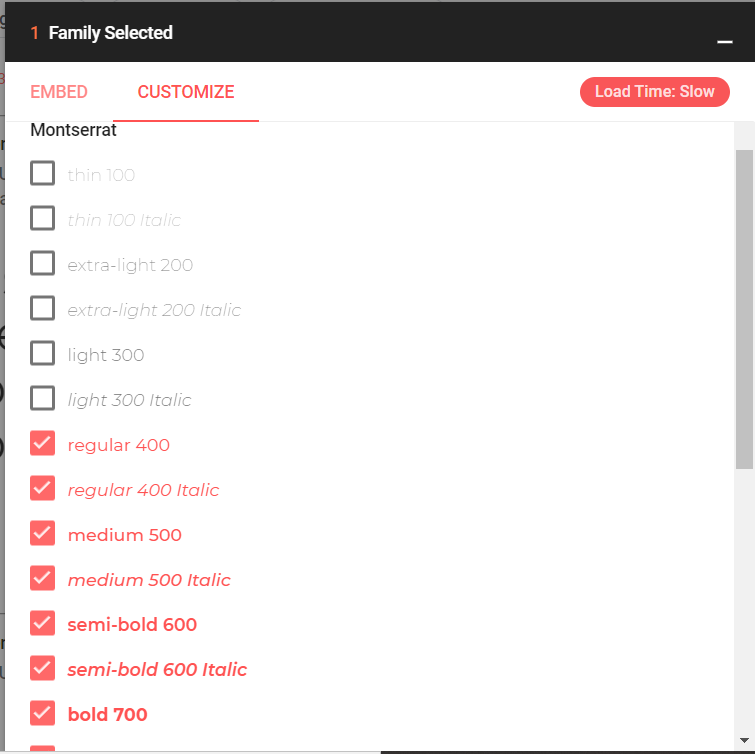 1 Family Selected
EMBED CUSTOMIZE Load Time: Slow
Montserrat
thin 100
thin 100 Italic
extra-light 200
extra-light 200 Italic
light 300
light 300 Italic
regular 400
regular 400 Italic
medium 500
medium 500 Italic
semi-bold 600
semi-bold 600 Italic
bold 700